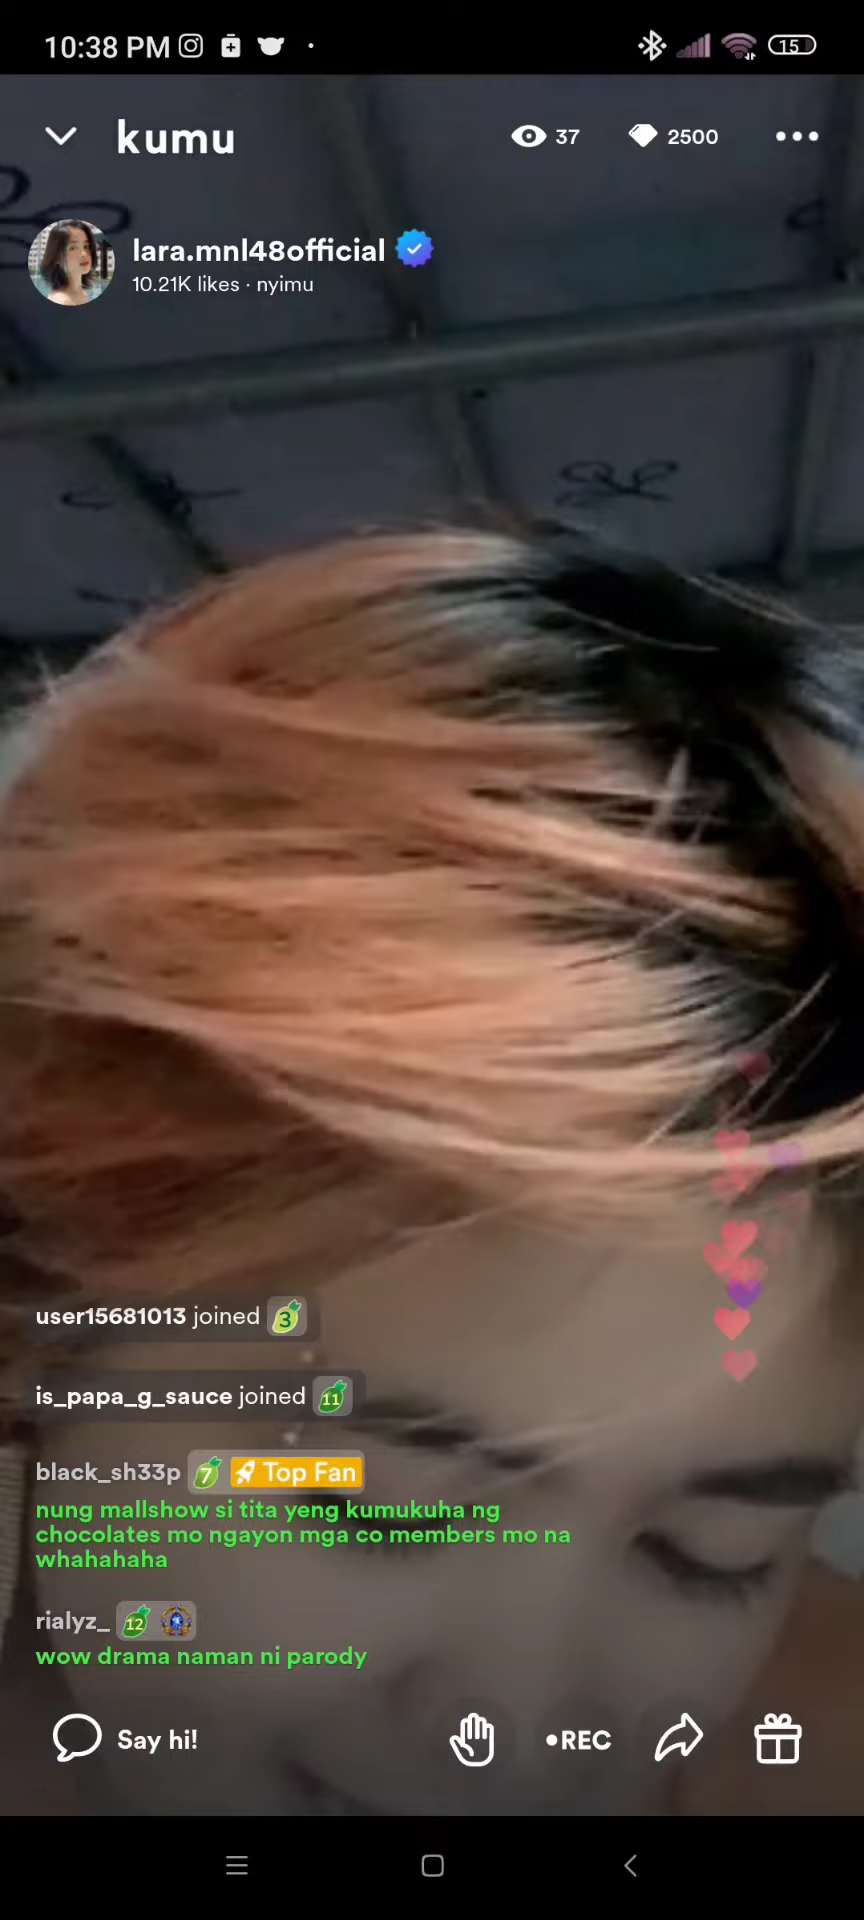 10:38 PM
15
kumu
37
2500
lara.mnl48official
10.21K likes · nyimu
user15681013 joined 3
is_papa_g_sauce joined 11
black_sh33p 7 Top Fan
nung mallshow si tita yeng kumukuha ng
chocolates mo ngayon mga co members mo na
whahahaha
rialyz_ 12
wow drama naman ni parody
Say hi!
•REC